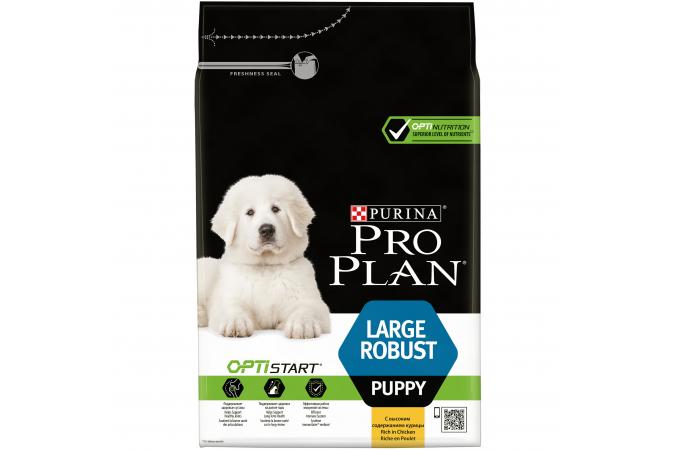 FRESHNESS SEAL
OPTINUTRITION
SUPERIOR LEVEL OF NUTRIENTS
PURINA®
PRO
PLAN®
LARGE
ROBUST
PUPPY
OPTISTART®
С высоким
содержанием курицы
Rich in Chicken
Riche en Poulet